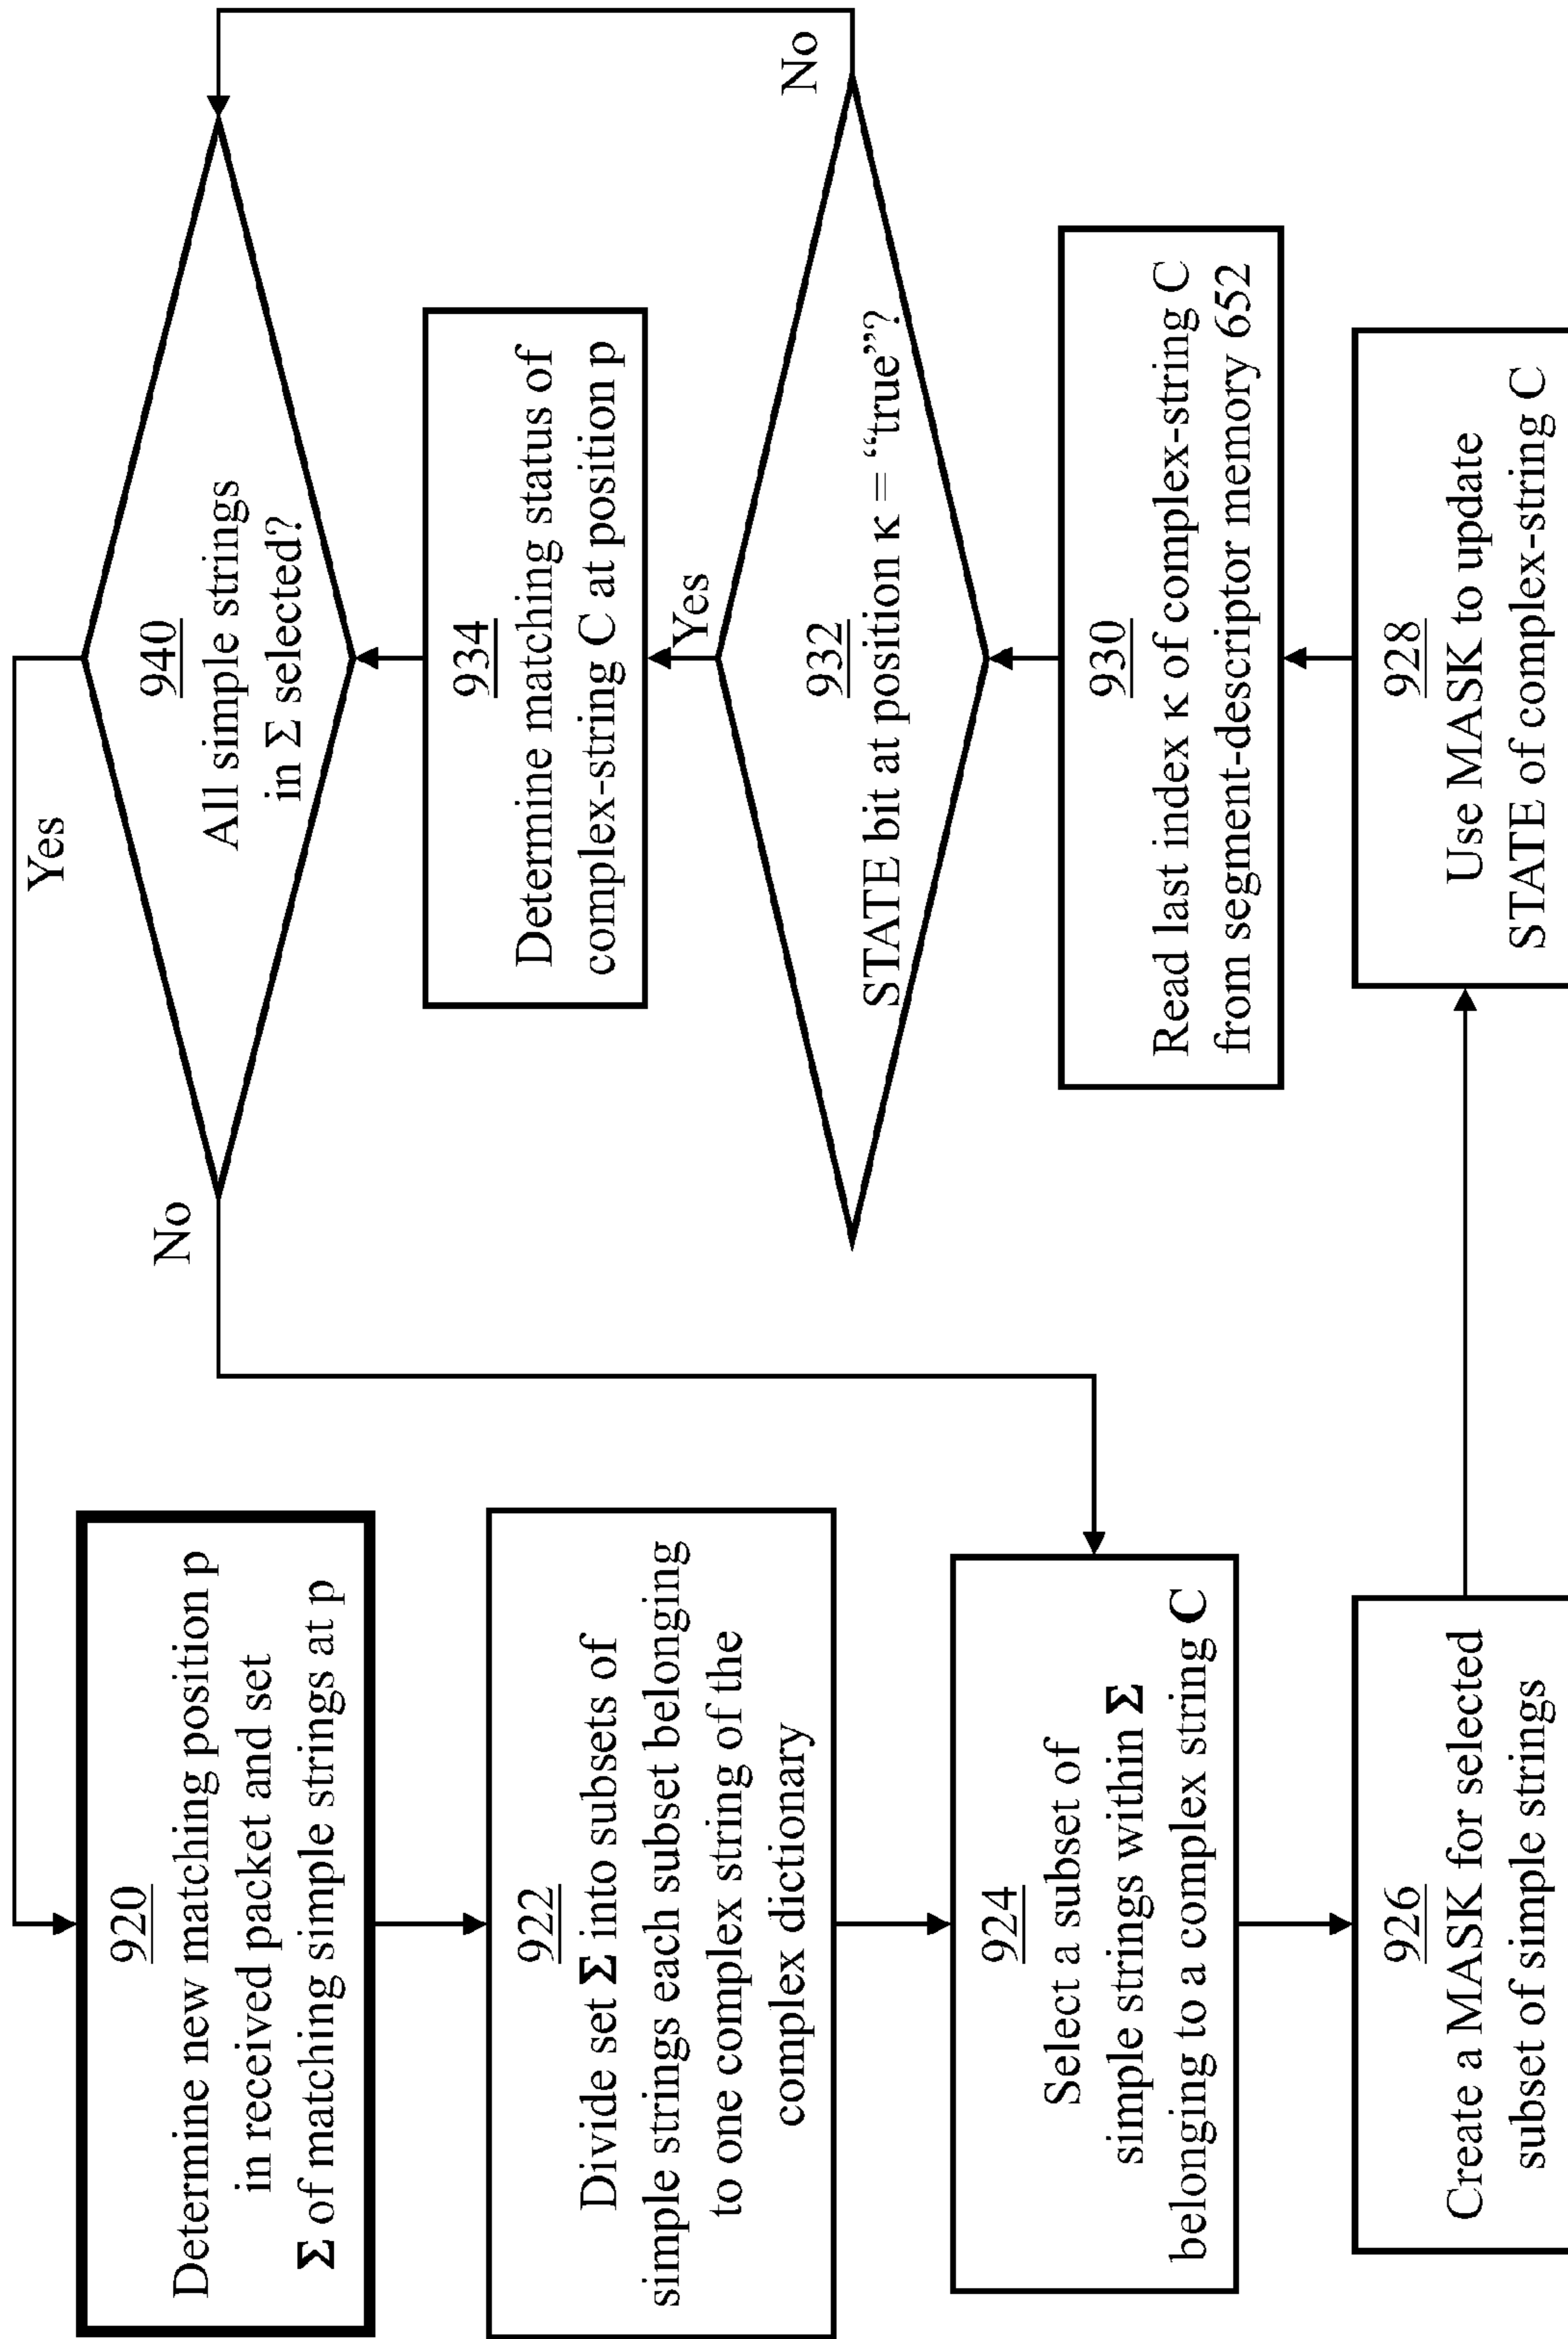 920
Determine new matching position p
in received packet and set
Σ of matching simple strings at p
922
Divide set Σ into subsets of
simple strings each subset belonging
to one complex string of the
complex dictionary
924
Select a subset of
simple strings within Σ
belonging to a complex string C
926
Create a MASK for selected
subset of simple strings
928
Use MASK to update
STATE of complex-string C
930
Read last index κ of complex-string C
from segment-descriptor memory 652
932
STATE bit at position κ = “true”?
Yes
No
934
Determine matching status of
complex-string C at position p
940
All simple strings
in Σ selected?
No
Yes